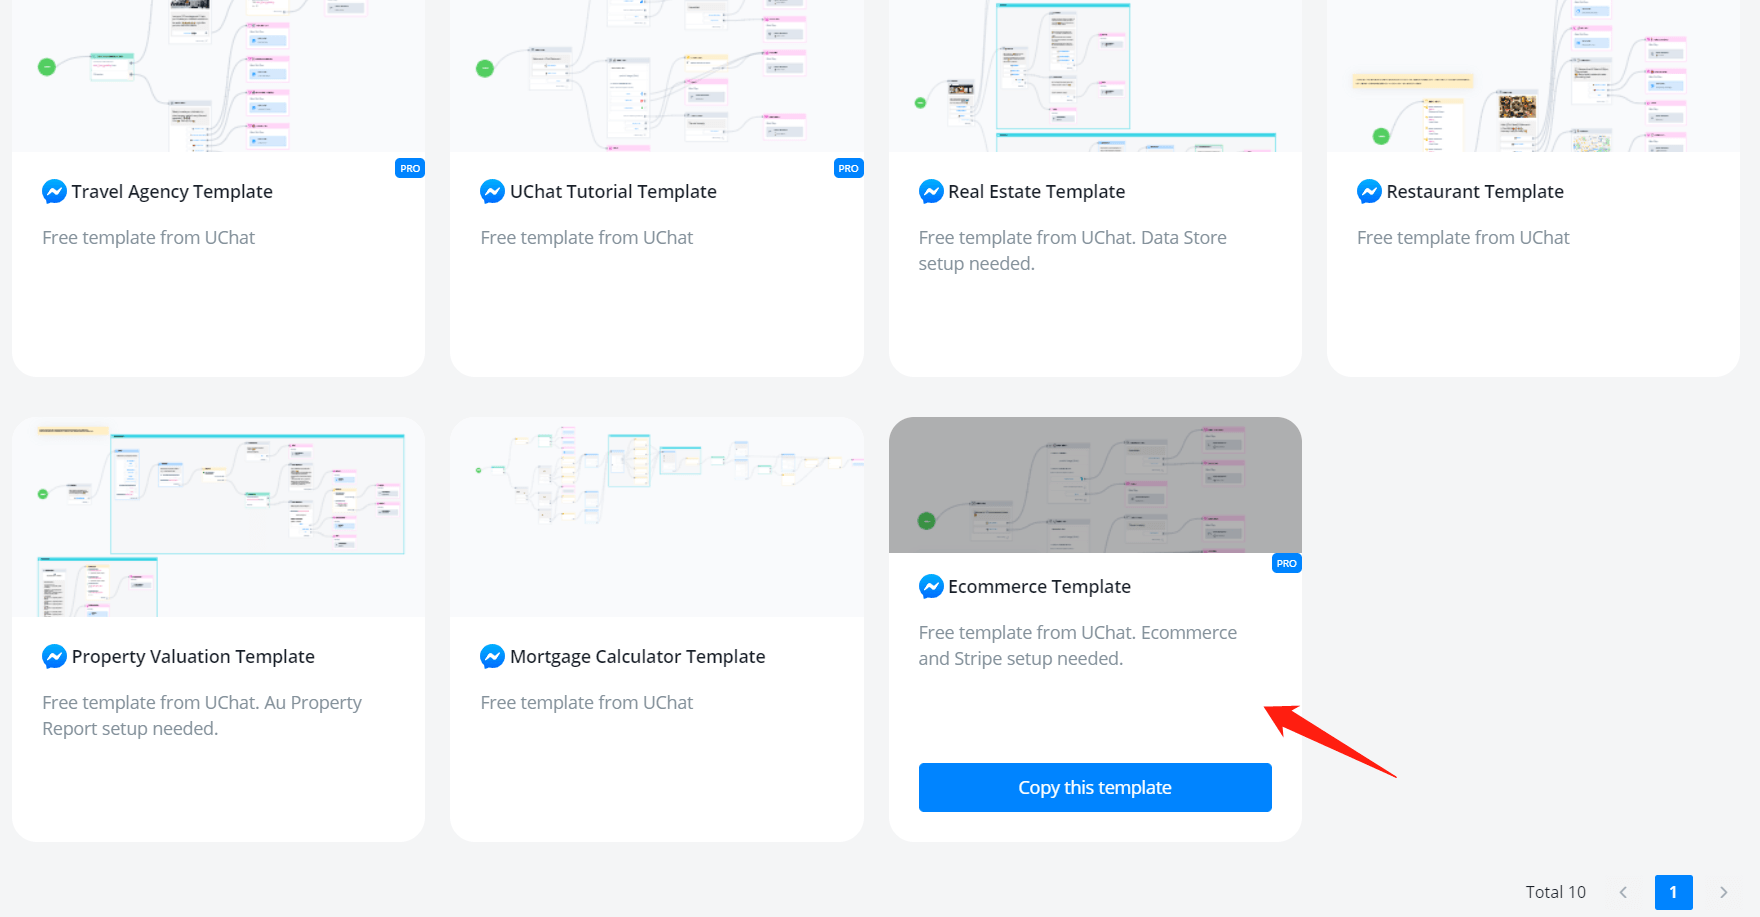 PRO
PRO
Travel Agency Template
UChat Tutorial Template
Real Estate Template
Restaurant Template
Free template from UChat
Free template from UChat
Free template from UChat. Data Store
setup needed.
Free template from UChat
PRO
Property Valuation Template
Mortgage Calculator Template
Ecommerce Template
Free template from UChat. Au Property
Report setup needed.
Free template from UChat
Free template from UChat. Ecommerce
and Stripe setup needed.
Copy this template
Total 10
1